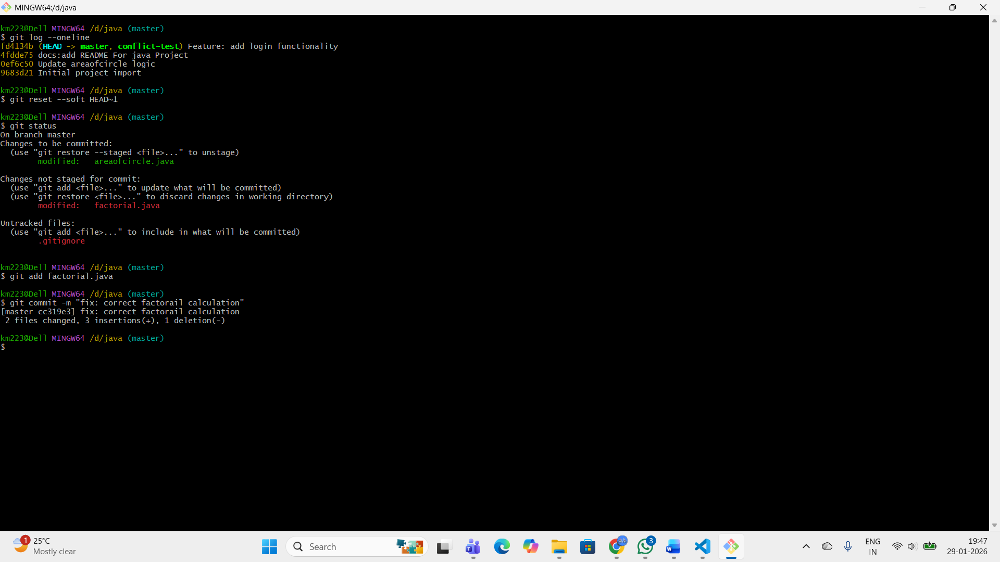 MINGW64:/d/java
km223@Dell MINGW64 /d/java (master)
$ git log --oneline
fd4134b (HEAD -> master, conflict-test) Feature: add login functionality
4fdde75 docs:add README For java Project
0ef6c50 Update areaofcircle logic
9683d21 Initial project import
km223@Dell MINGW64 /d/java (master)
$ git reset --soft HEAD~1
km223@Dell MINGW64 /d/java (master)
$ git status
On branch master
Changes to be committed:
(use "git restore --staged <file>..." to unstage)
modified:   areaofcircle.java
Changes not staged for commit:
(use "git add <file>..." to update what will be committed)
(use "git restore <file>..." to discard changes in working directory)
modified:   factorial.java
Untracked files:
(use "git add <file>..." to include in what will be committed)
.gitignore
km223@Dell MINGW64 /d/java (master)
$ git add factorial.java
km223@Dell MINGW64 /d/java (master)
$ git commit -m "fix: correct factorail calculation"
[master cc319e3] fix: correct factorail calculation
2 files changed, 3 insertions(+), 1 deletion(-)
km223@Dell MINGW64 /d/java (master)
$
1
25°C
Mostly clear
Search
T
3
W
ENG
IN
19:47
29-01-2026